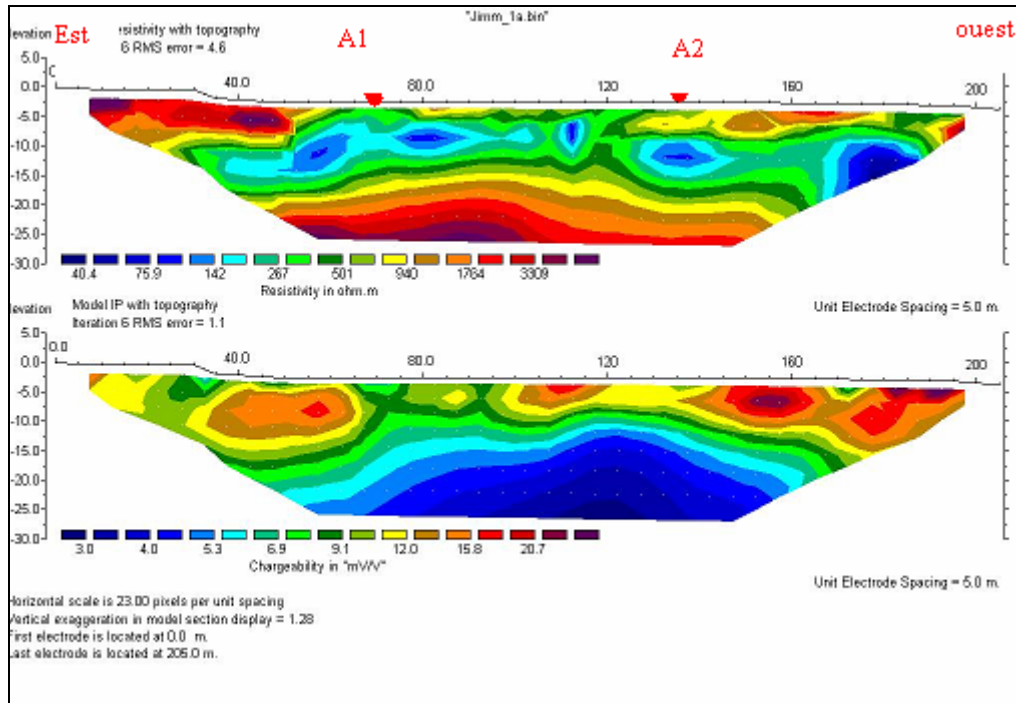 "Jimm_1a.bin"
levation Est sistivity with topography A1 A2 ouest
6 RMS error = 4.6
5.0
0.0 40.0 80.0 120 160 200
-5.0
-10.0
-15.0
-20.0
-25.0
-30.0
40.4 75.9 142 267 501 940 1764 3309
Resistivity in ohm.m
levation Model IP with topography Unit Electrode Spacing = 5.0 m.
Iteration 6 RMS error = 1.1
5.0 0.0
0.0 40.0 80.0 120 160 200
-5.0
-10.0
-15.0
-20.0
-25.0
-30.0
3.0 4.0 5.3 6.9 9.1 12.0 15.8 20.7
Chargeability in "mV/V"
Unit Electrode Spacing = 5.0 m.
Horizontal scale is 23.00 pixels per unit spacing
Vertical exaggeration in model section display = 1.28
First electrode is located at 0.0 m.
Last electrode is located at 205.0 m.